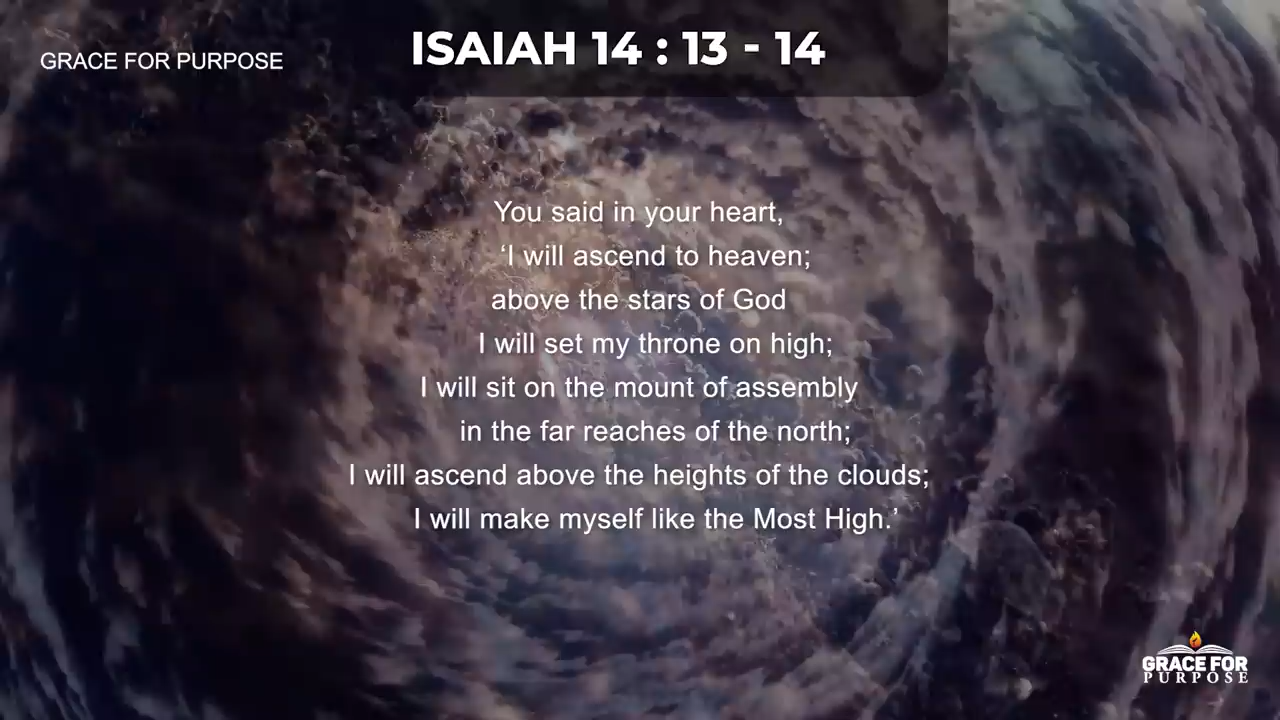 GRACE FOR PURPOSE
ISAIAH 14 : 13 - 14
You said in your heart,
‘I will ascend to heaven;
above the stars of God
I will set my throne on high;
I will sit on the mount of assembly
in the far reaches of the north;
I will ascend above the heights of the clouds;
I will make myself like the Most High.’
GRACE FOR
PURPOSE